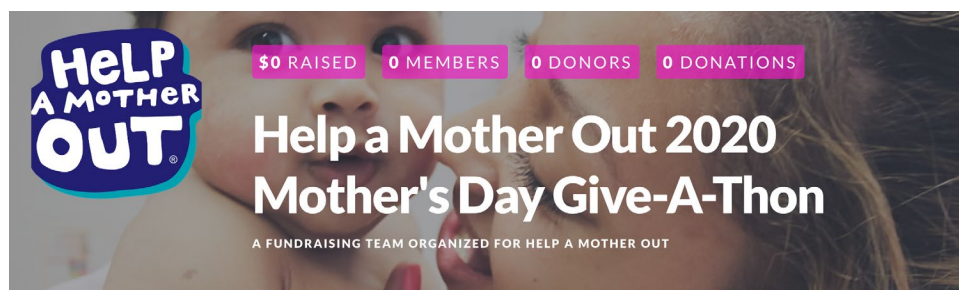 HELP
A MOTHER
OUT®
$0 RAISED 0 MEMBERS 0 DONORS 0 DONATIONS
Help a Mother Out 2020
Mother's Day Give-A-Thon
A FUNDRAISING TEAM ORGANIZED FOR HELP A MOTHER OUT